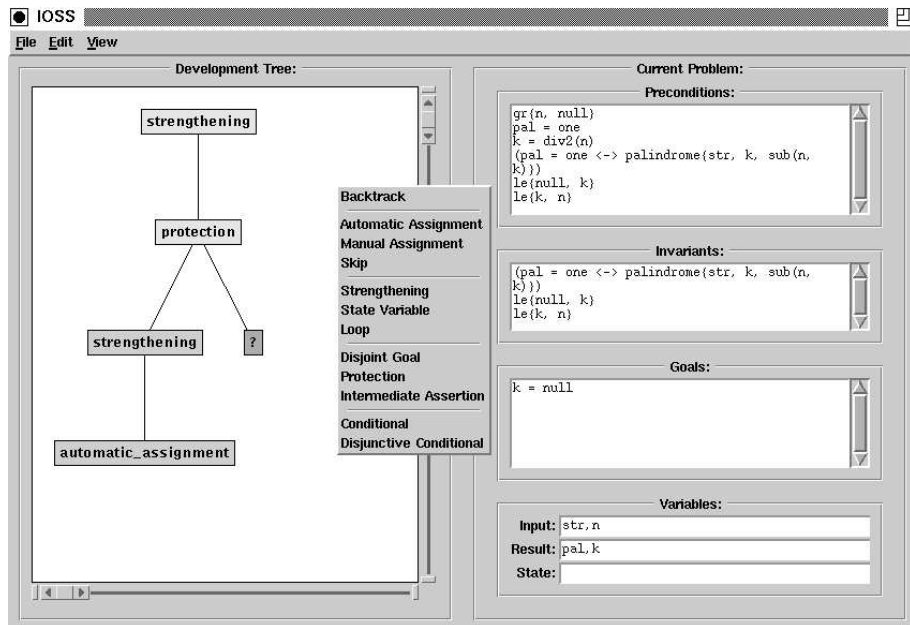 IOSS
File Edit View
Development Tree:
strengthening
protection
strengthening
?
automatic_assignment
Backtrack
Automatic Assignment
Manual Assignment
Skip
Strengthening
State Variable
Loop
Disjoint Goal
Protection
Intermediate Assertion
Conditional
Disjunctive Conditional
Current Problem:
Preconditions:
gr{n, null}
pal = one
k = div2(n)
(pal = one <-> palindrome{str, k, sub(n,
k)})
le{null, k}
le{k, n}
Invariants:
(pal = one <-> palindrome{str, k, sub(n,
k)})
le{null, k}
le{k, n}
Goals:
k = null
Variables:
Input: str,n
Result: pal,k
State: